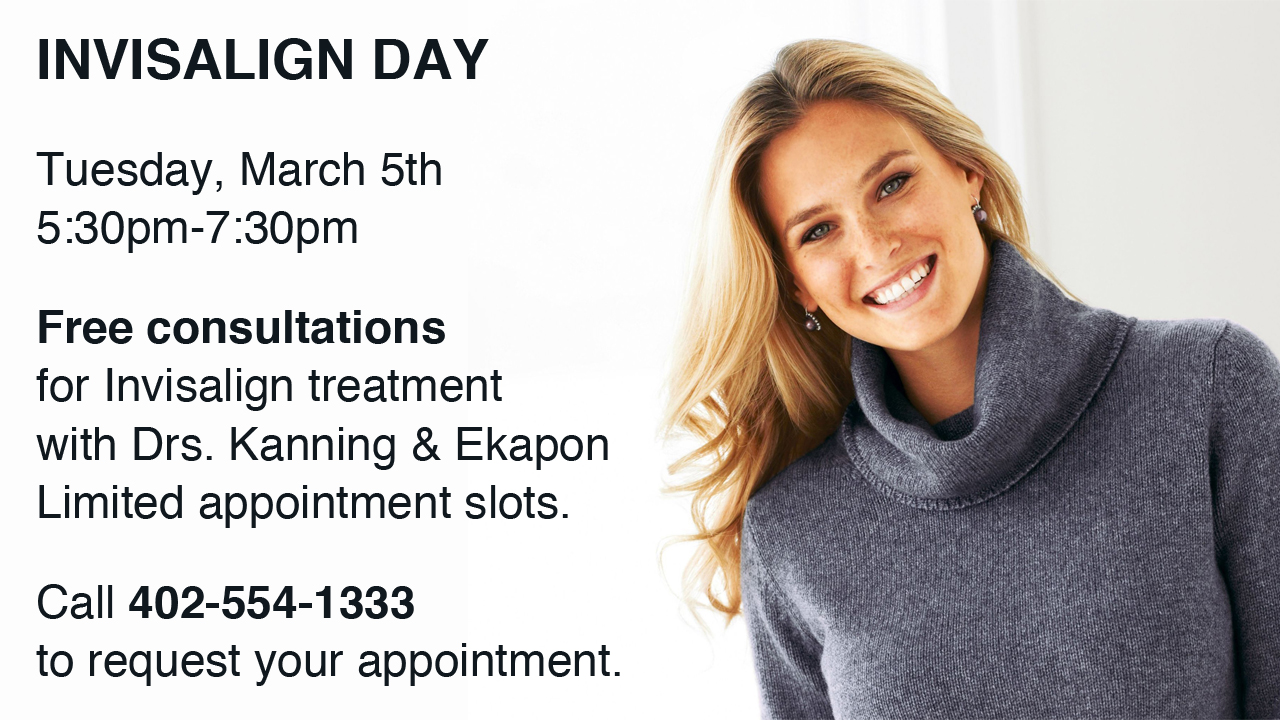 INVISALIGN DAY
Tuesday, March 5th
5:30pm-7:30pm
Free consultations
for Invisalign treatment
with Drs. Kanning & Ekapon
Limited appointment slots.
Call 402-554-1333
to request your appointment.